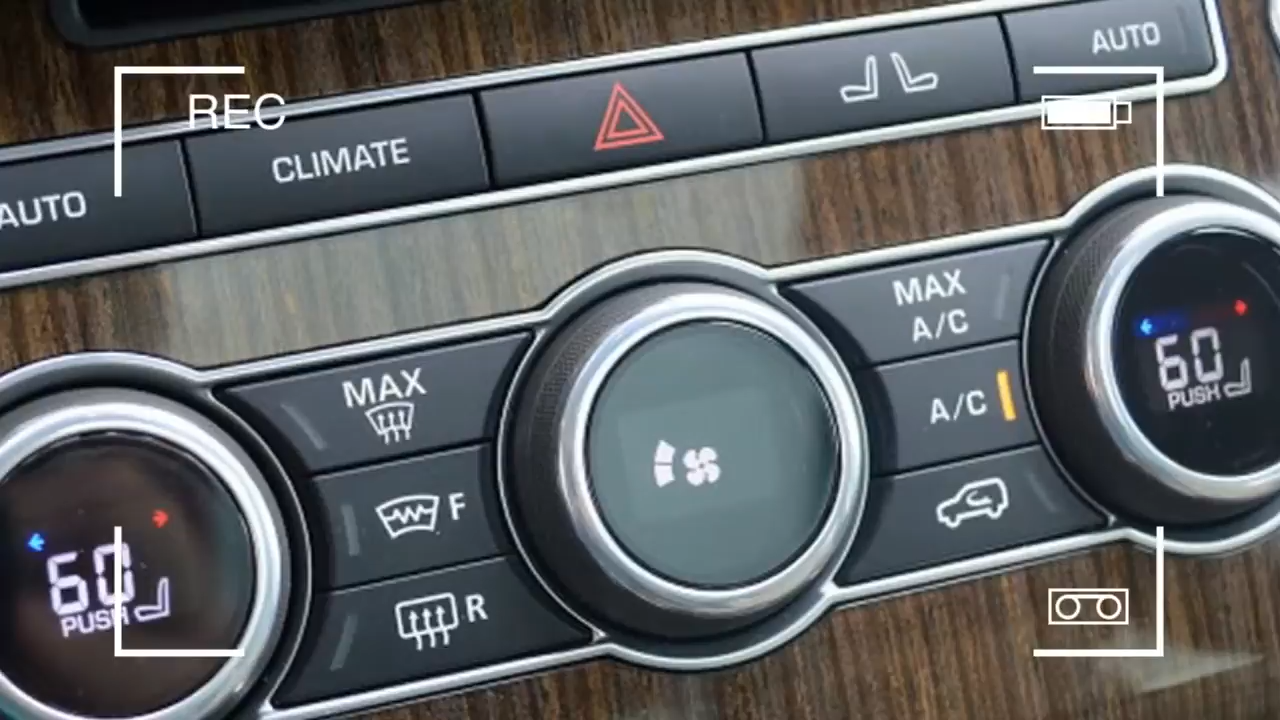 AUTO
REC
CLIMATE
AUTO
MAX
MAX
A/C
60
PUSH
A/C
F
60
PUSH
R